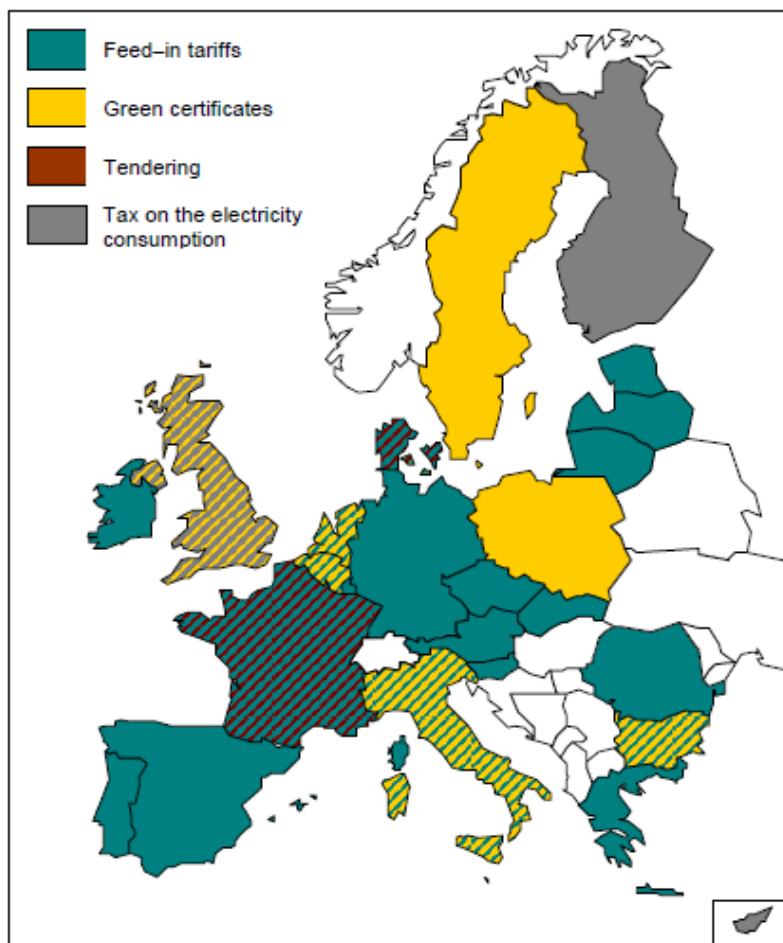 Feed–in tariffs
Green certificates
Tendering
Tax on the electricity
consumption